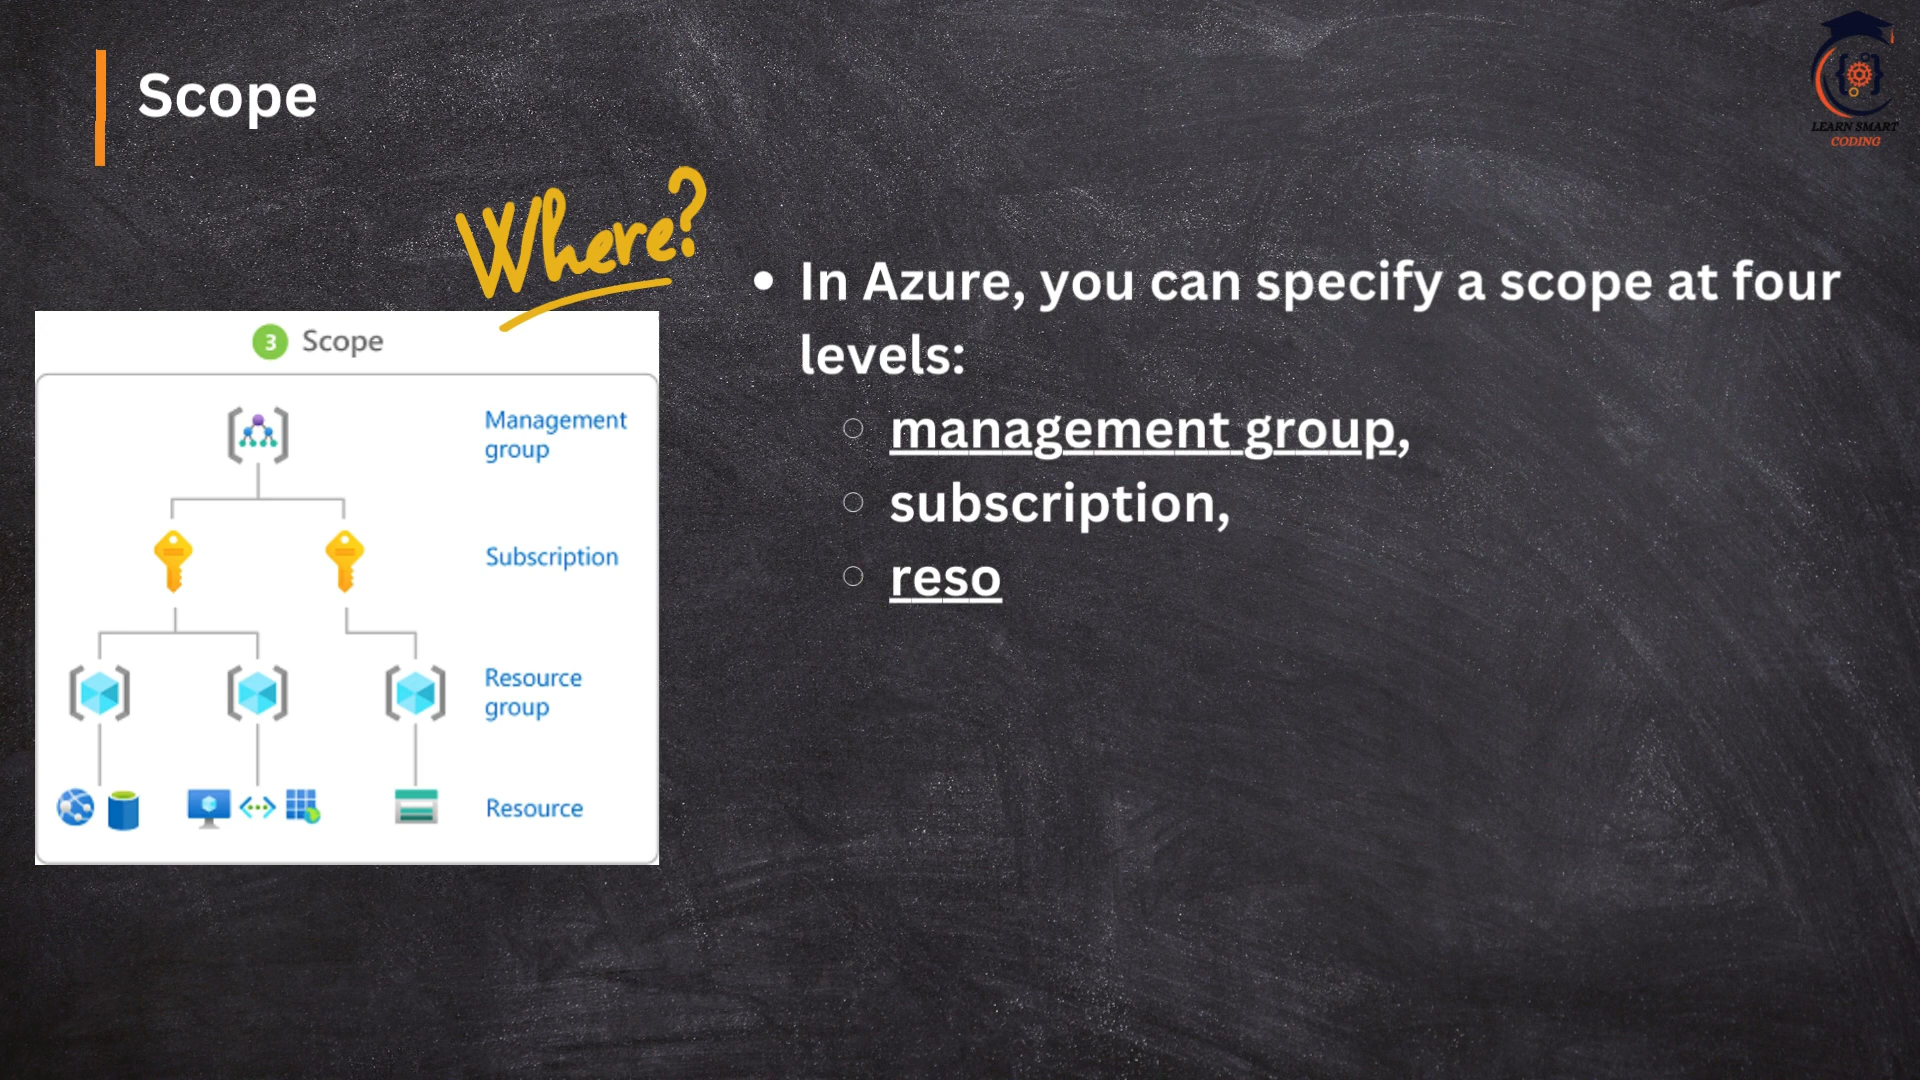 Scope
LEARN SMART
CODING
Where?
3 Scope
Management
group
Subscription
Resource
group
Resource
In Azure, you can specify a scope at four
levels:
management group,
subscription,
reso